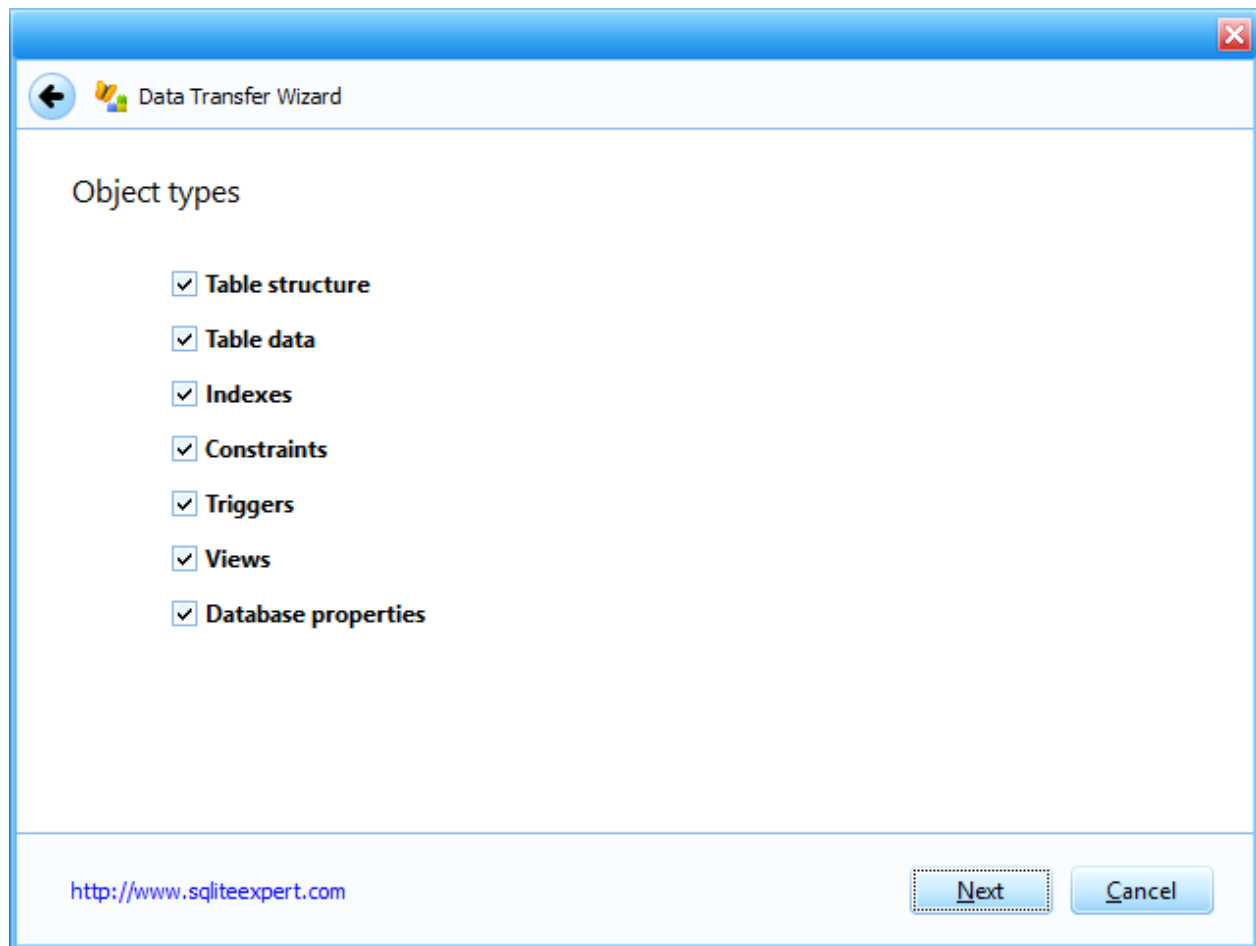 Data Transfer Wizard
Object types
Table structure
Table data
Indexes
Constraints
Triggers
Views
Database properties
http://www.sqliteexpert.com
Next
Cancel